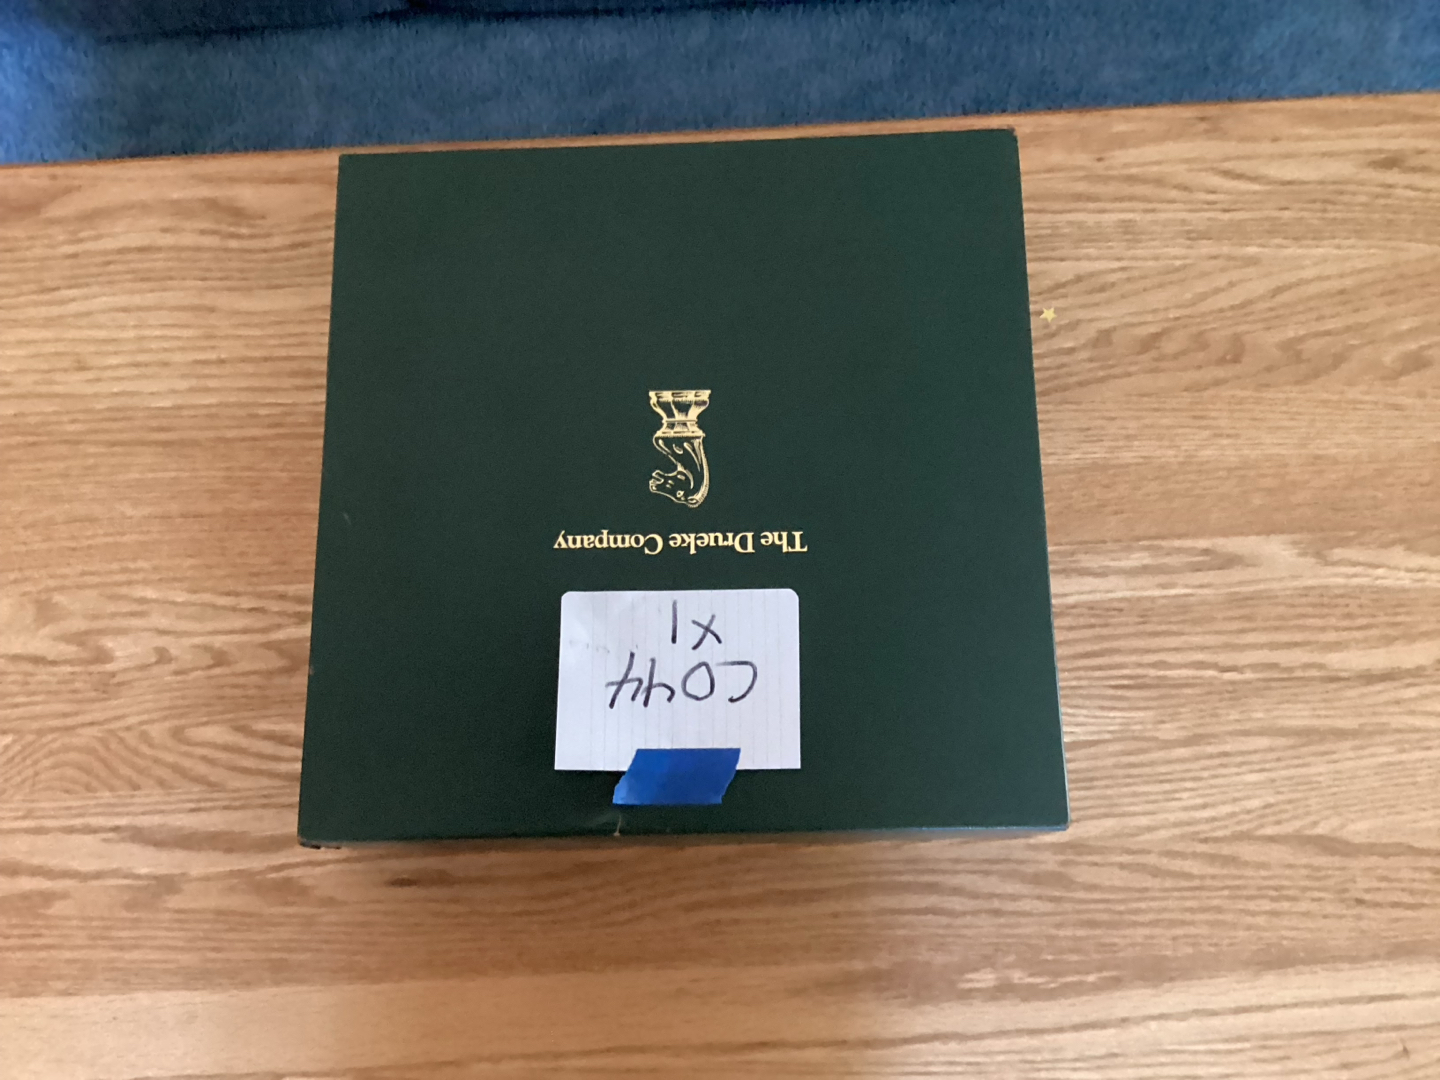 The Drueke Company
C044
x1